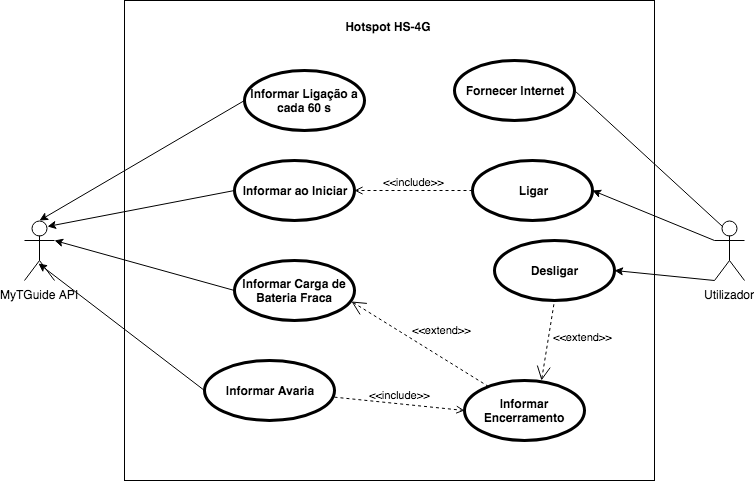 Hotspot HS-4G
Informar Ligação a
cada 60 s
Fornecer Internet
Informar ao Iniciar
<<include>>
Ligar
MyTGuide API
Utilizador
Desligar
Informar Carga de
Bateria Fraca
<<extend>>
<<extend>>
Informar Avaria
<<include>>
Informar
Encerramento